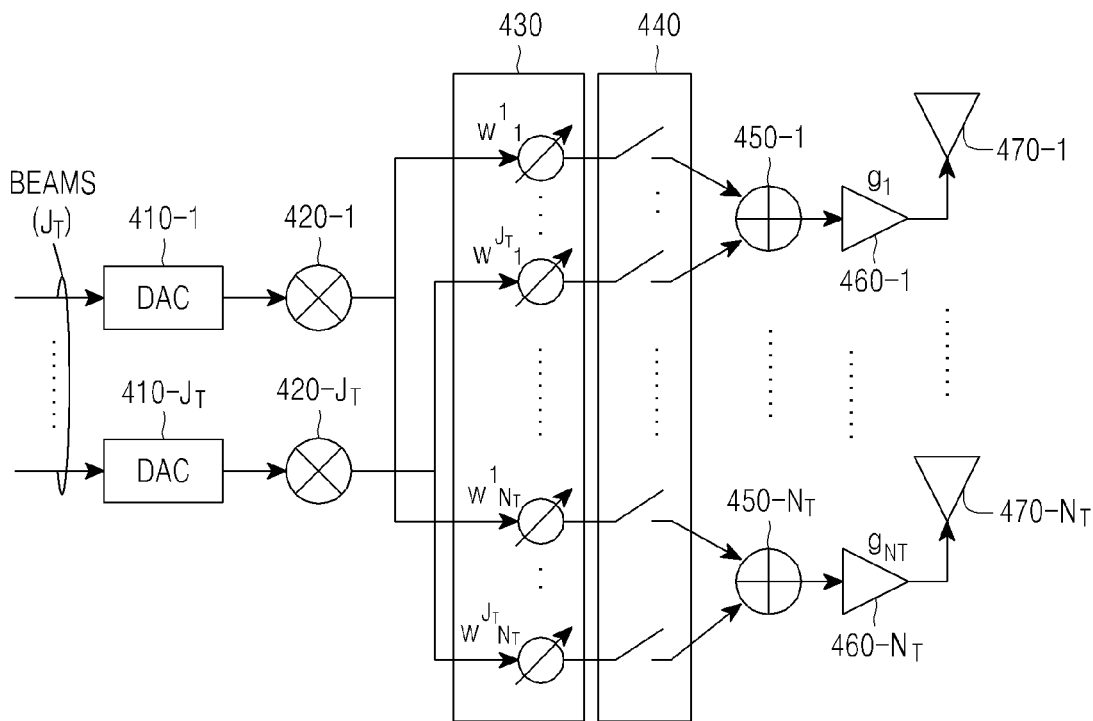 430
440
BEAMS
(J_T)
410-1
DAC
420-1
410-J_T
DAC
420-J_T
w^1_1
w^{J_T}_1
w^1_{N_T}
w^{J_T}_{N_T}
450-1
g_1
460-1
470-1
450-N_T
g_{NT}
460-N_T
470-N_T